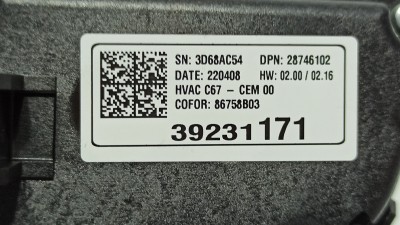 SN: 3D68AC54 DPN: 28746102
DATE: 220408 HW: 02.00 / 02.16
HVAC C67 - CEM 00
COFOR: 86758B03
39231171